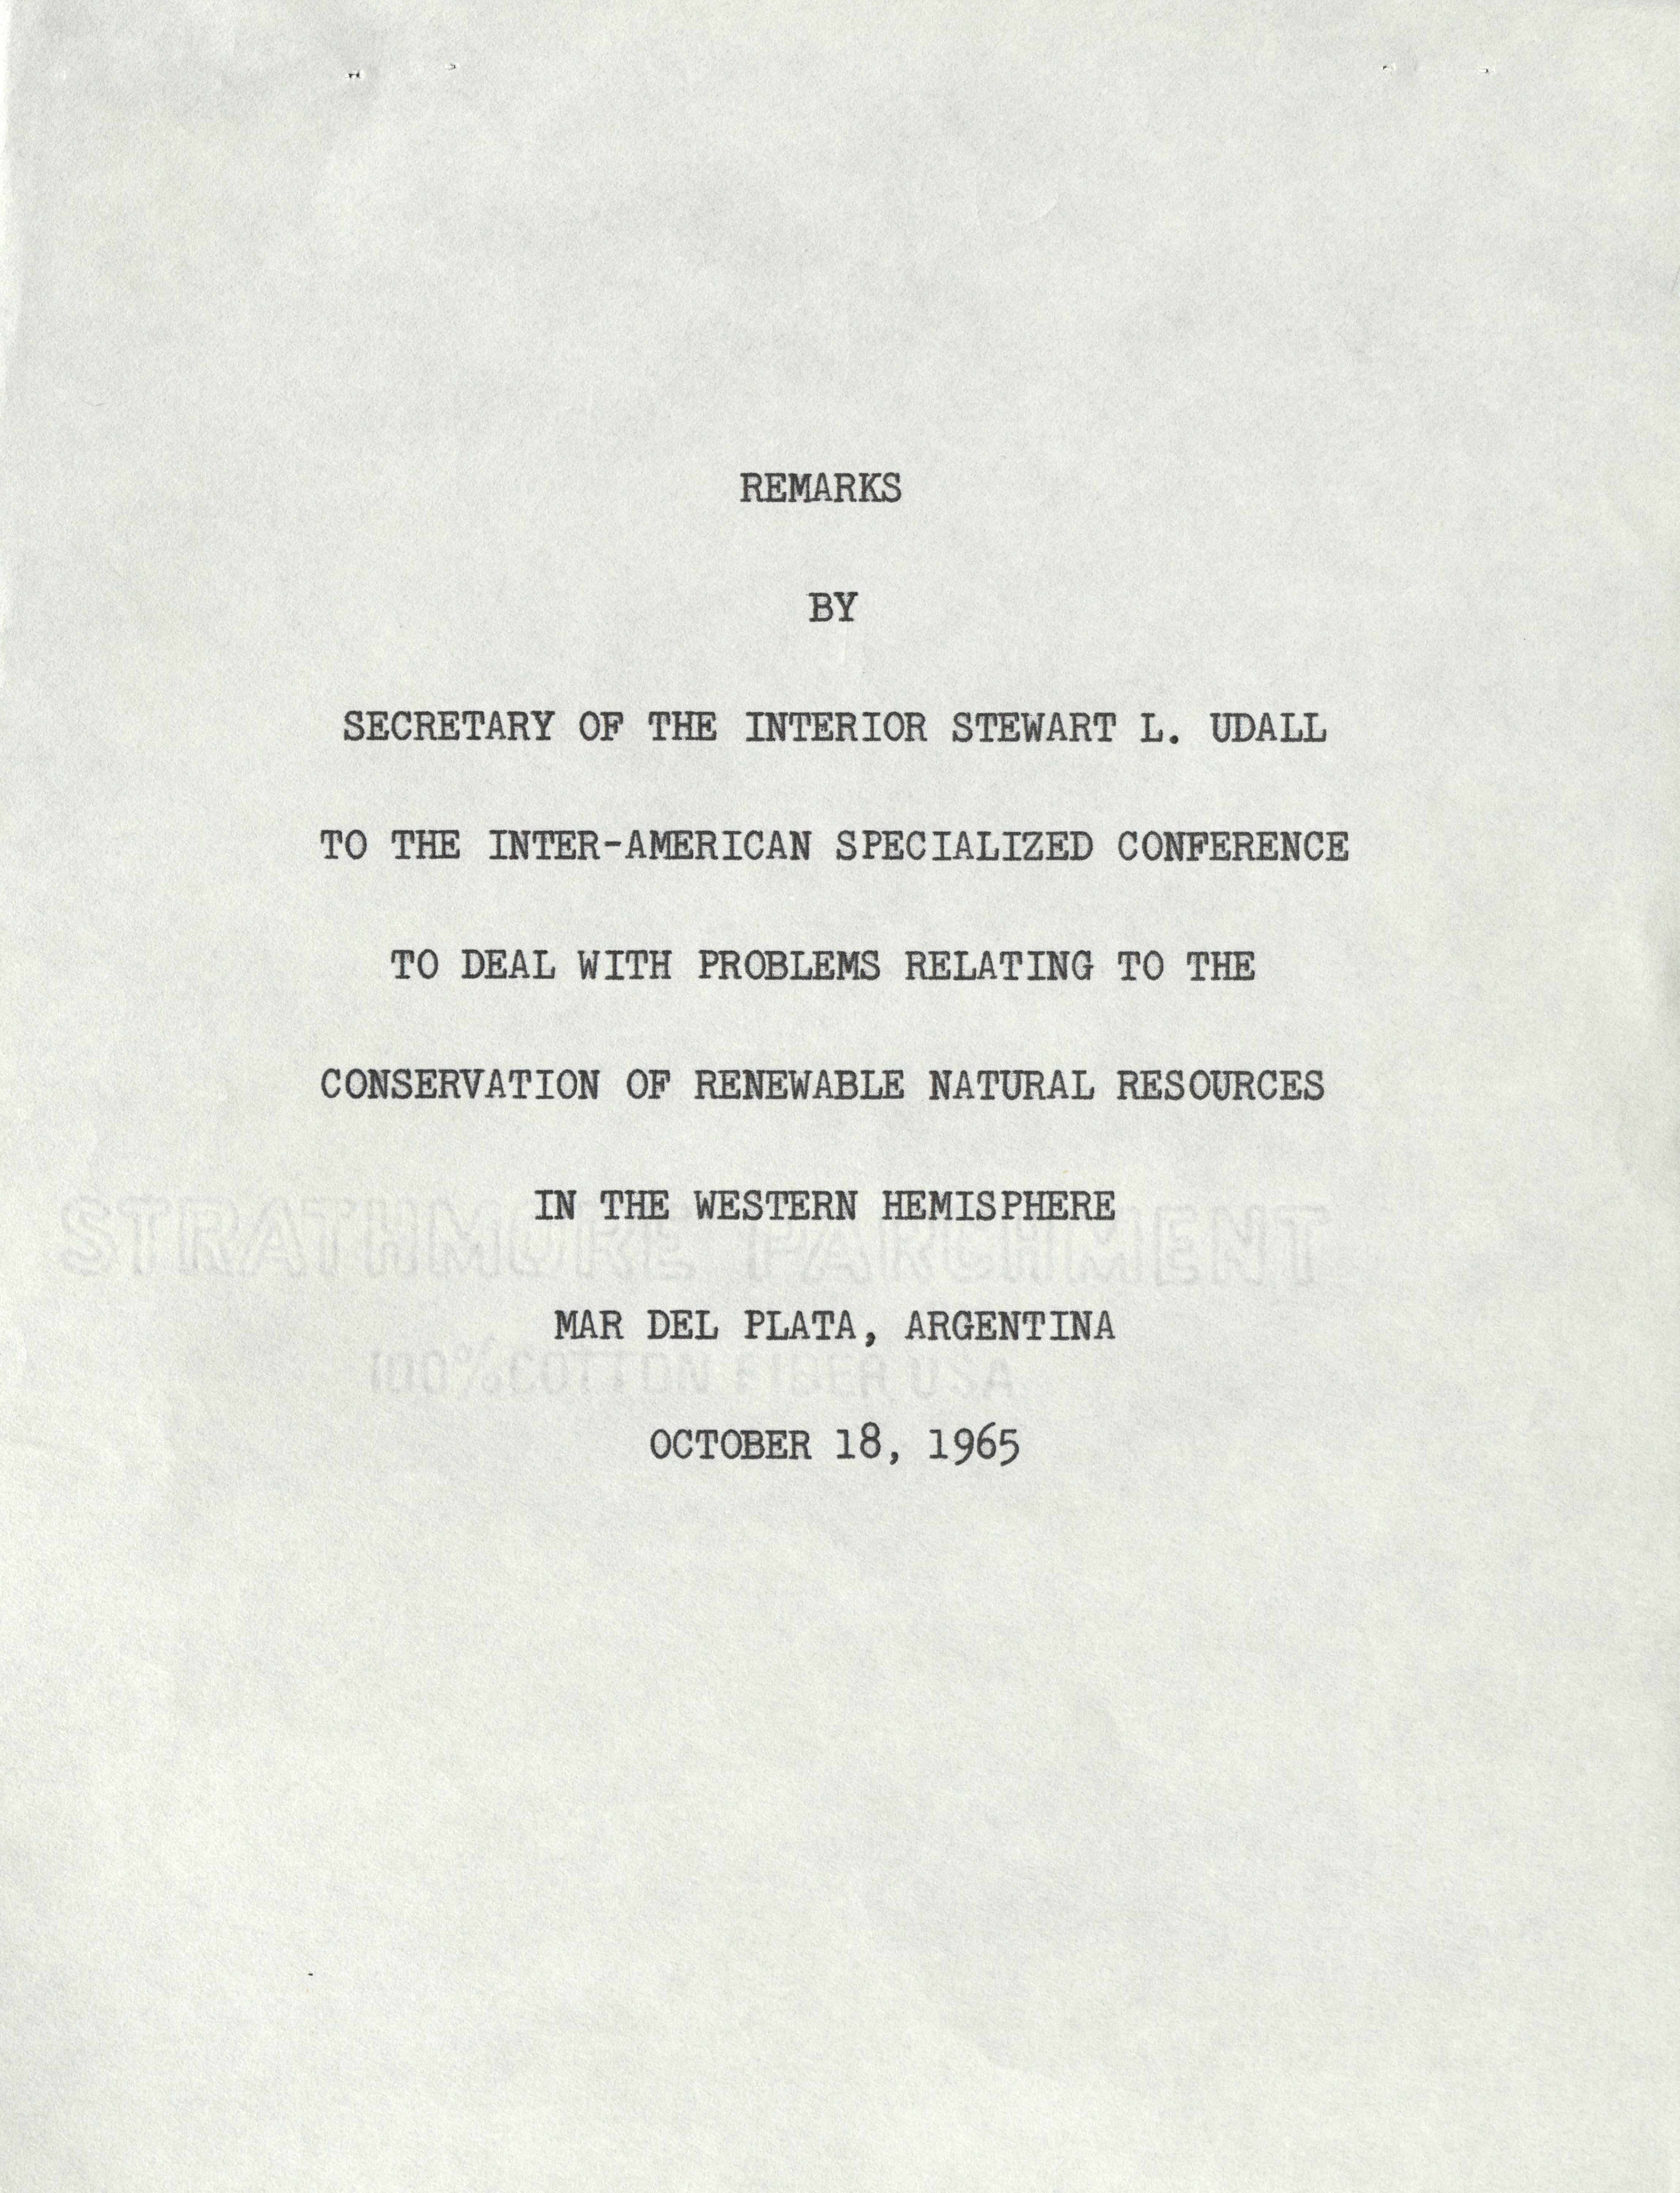 REMARKS
BY
SECRETARY OF THE INTERIOR STEWART L. UDALL
TO THE INTER-AMERICAN SPECIALIZED CONFERENCE
TO DEAL WITH PROBLEMS RELATING TO THE
CONSERVATION OF RENEWABLE NATURAL RESOURCES
IN THE WESTERN HEMISPHERE
STRATHMORE PARCHMENT
MAR DEL PLATA, ARGENTINA
100% COTTON FIBER USA
OCTOBER 18, 1965